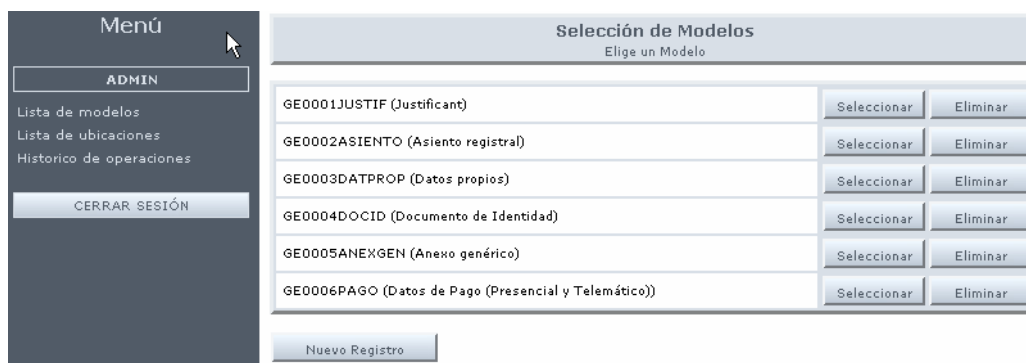 Menú
ADMIN
Lista de modelos
Lista de ubicaciones
Historico de operaciones
CERRAR SESIÓN
Selección de Modelos
Elige un Modelo
GE0001JUSTIF (Justificant) Seleccionar Eliminar
GE0002ASIENTO (Asiento registral) Seleccionar Eliminar
GE0003DATPROP (Datos propios) Seleccionar Eliminar
GE0004DOCID (Documento de Identidad) Seleccionar Eliminar
GE0005ANEXGEN (Anexo genérico) Seleccionar Eliminar
GE0006PAGO (Datos de Pago (Presencial y Telemático)) Seleccionar Eliminar
Nuevo Registro